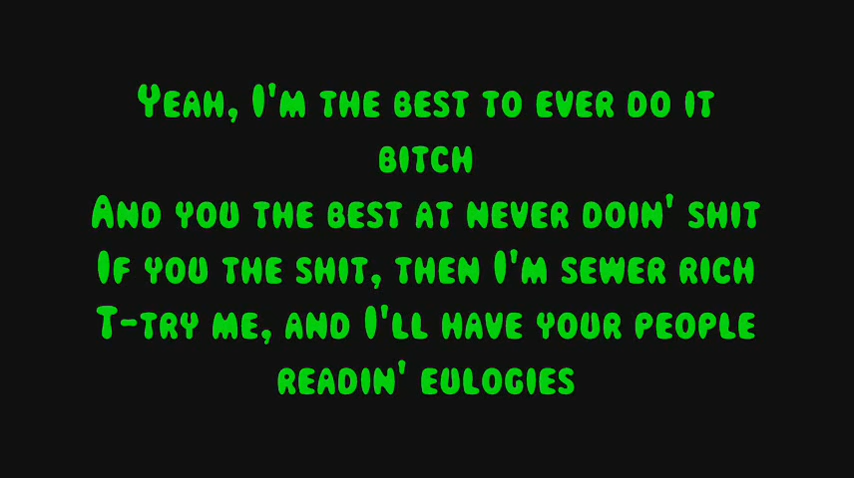 Yeah, I'm the best to ever do it
bitch
And you the best at never doin' shit
If you the shit, then I'm sewer rich
T-try me, and I'll have your people
readin' eulogies